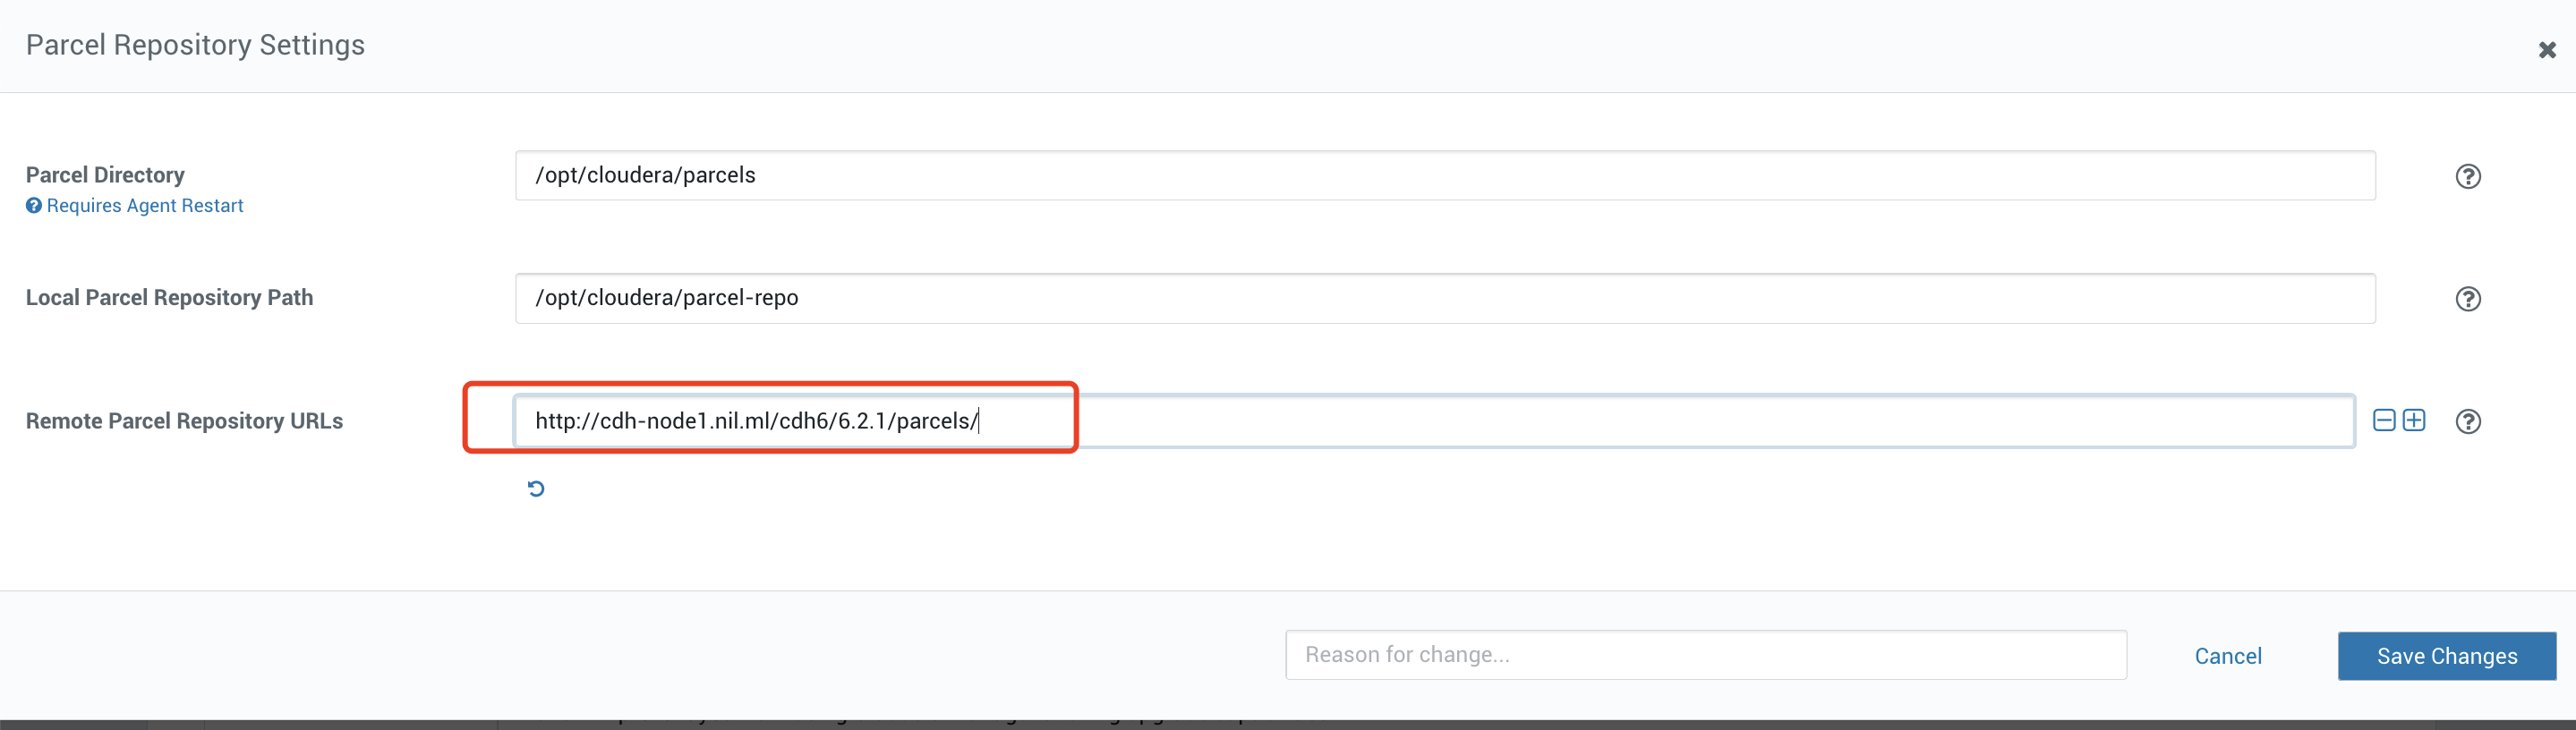 Parcel Repository Settings
Parcel Directory
Requires Agent Restart
/opt/cloudera/parcels
Local Parcel Repository Path
/opt/cloudera/parcel-repo
Remote Parcel Repository URLs
http://cdh-node1.nil.ml/cdh6/6.2.1/parcels/
Reason for change...
Cancel
Save Changes